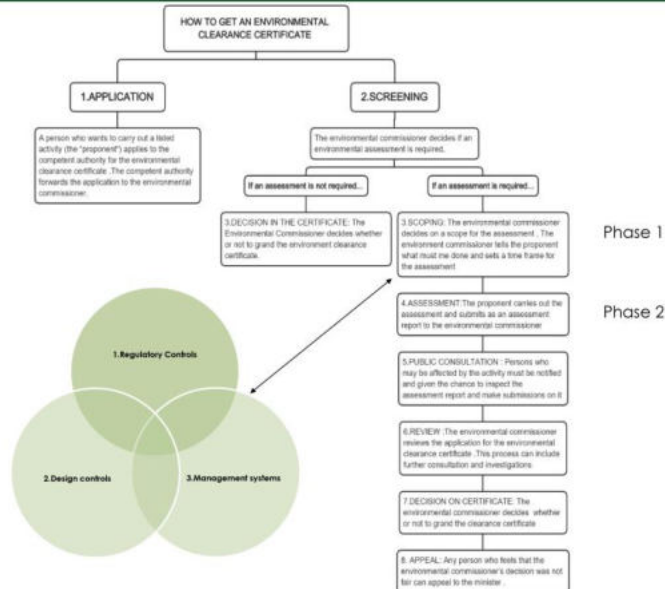 HOW TO GET AN ENVIRONMENTAL
CLEARANCE CERTIFICATE
1.APPLICATION
2.SCREENING
A person who wants to carry out a listed
activity (the "proponent") applies to the
competent authority for the environmental
clearance certificate .The competent authority
forwards the application to the environmental
commissioner.
The environmental commissioner decides if an
environmental assessment is required.
If an assessment is not required...
If an assessment is required...
3.DECISION IN THE CERTIFICATE: The
Environmental Commissioner decides whether
or not to grand the environment clearance
certificate.
3.SCOPING: The environmental commissioner
decides on a scope for the assessment . The
environment commissioner tells the proponent
what must me done and sets a time frame for
the assessment
Phase 1
4.ASSESSMENT:The proponent carries out the
assessment and submits as an assessment
report to the environmental commissioner
Phase 2
5.PUBLIC CONSULTATION : Persons who
may be affected by the activity must be notified
and given the chance to inspect the
assessment report and make submissions on it
6.REVIEW :The environmental commissioner
reviews the application for the environmental
clearance certificate .This process can include
further consultation and investigations
7.DECISION ON CERTIFICATE: The
environmental commissioner decides whether
or not to grand the clearance certificate
8. APPEAL: Any person who feels that the
environmental commissioner's decision was not
fair can appeal to the minister .
1.Regulatory Controls
2.Design controls
3.Management systems